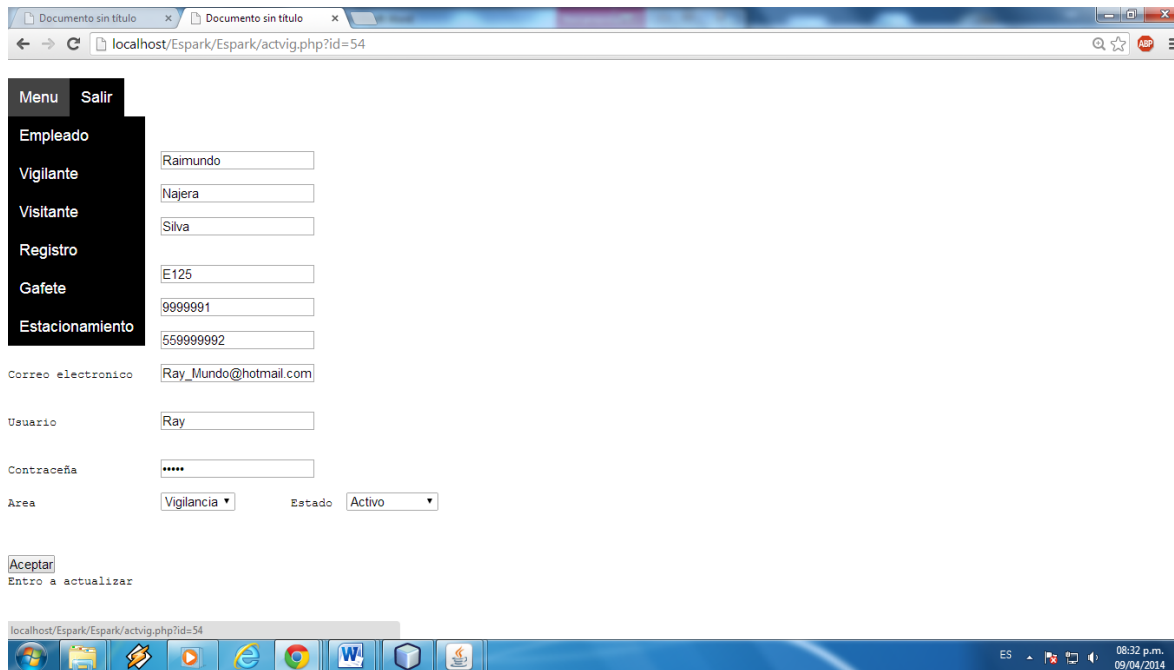 Documento sin título × Documento sin título ×
localhost/Espark/Espark/actvig.php?id=54 ABP
Menu Salir
Empleado
Raimundo
Vigilante
Najera
Visitante
Silva
Registro
E125
Gafete
9999991
Estacionamiento
559999992
Correo electronico Ray_Mundo@hotmail.com
Usuario Ray
Contraceña •••••
Area Vigilancia Estado Activo
Aceptar
Entro a actualizar
localhost/Espark/Espark/actvig.php?id=54
ES 08:32 p.m.
09/04/2014